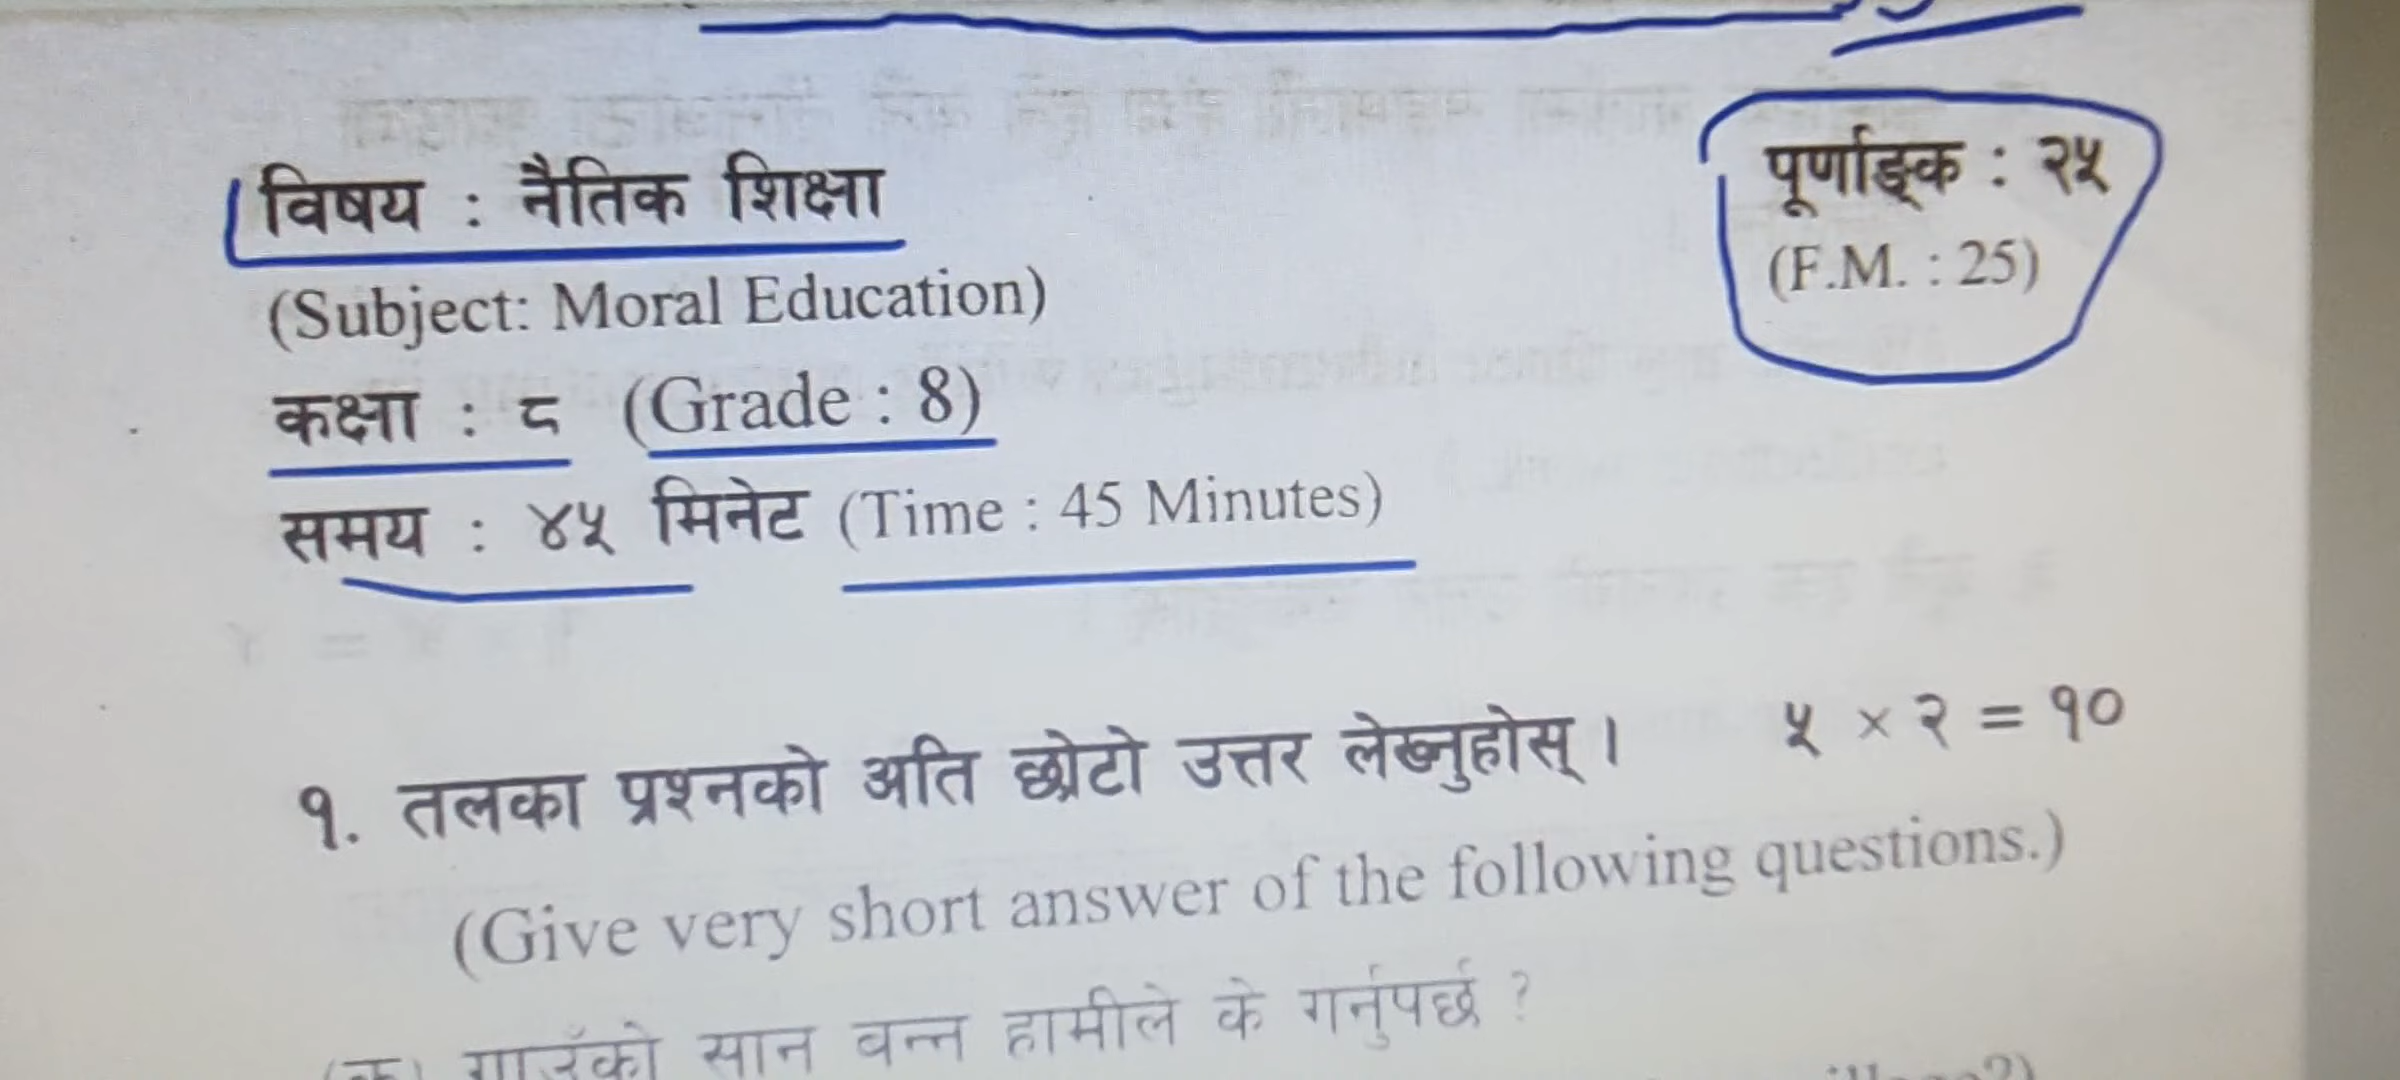 विषय : नैतिक शिक्षा
पूर्णाङ्क : २५
(Subject: Moral Education)
(F.M. : 25)
कक्षा : ८ (Grade : 8)
समय : ४५ मिनेट (Time : 45 Minutes)
१. तलका प्रश्नको अति छोटो उत्तर लेख्नुहोस् । ५ × २ = १०
(Give very short answer of the following questions.)
(क) गाउँको सान बन्न हामीले के गर्नुपर्छ ?